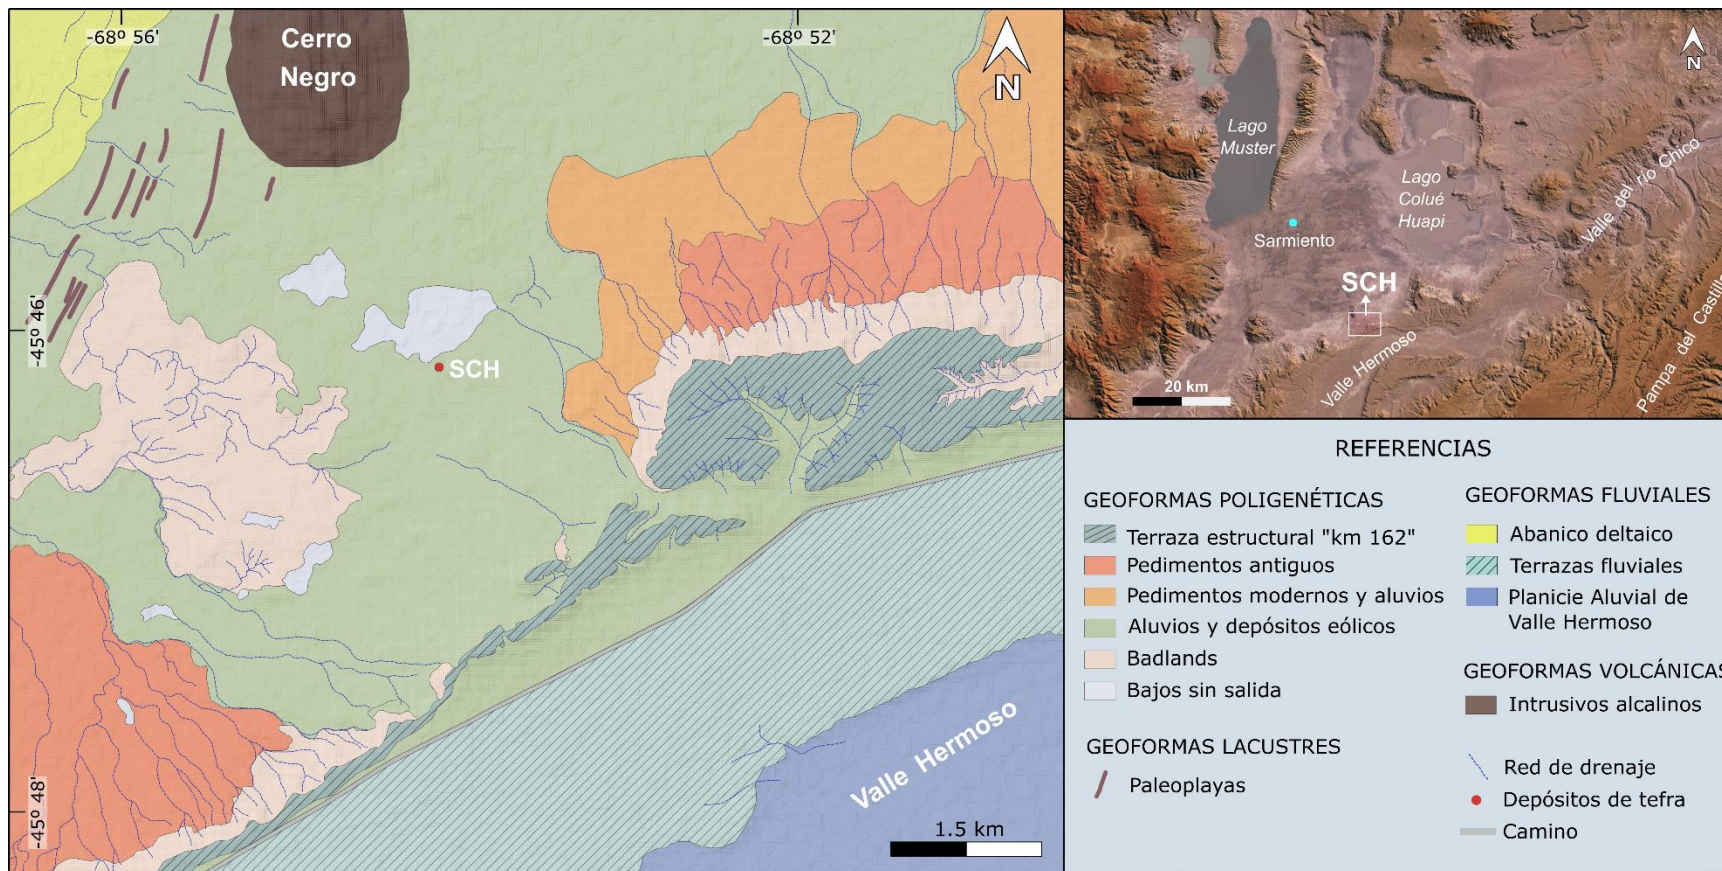 -68º 56'
-68º 52'
Cerro
Negro
N
-45º 46'
SCH
-45º 48'
Valle Hermoso
1.5 km
N
Lago
Muster
Lago
Colué
Huapi
Valle del río Chico
Sarmiento
SCH
Valle Hermoso
Pampa del Castillo
20 km
REFERENCIAS
GEOFORMAS POLIGENÉTICAS
Terraza estructural "km 162"
Pedimentos antiguos
Pedimentos modernos y aluvios
Aluvios y depósitos eólicos
Badlands
Bajos sin salida
GEOFORMAS LACUSTRES
Paleoplayas
GEOFORMAS FLUVIALES
Abanico deltaico
Terrazas fluviales
Planicie Aluvial de
Valle Hermoso
GEOFORMAS VOLCÁNICAS
Intrusivos alcalinos
Red de drenaje
Depósitos de tefra
Camino